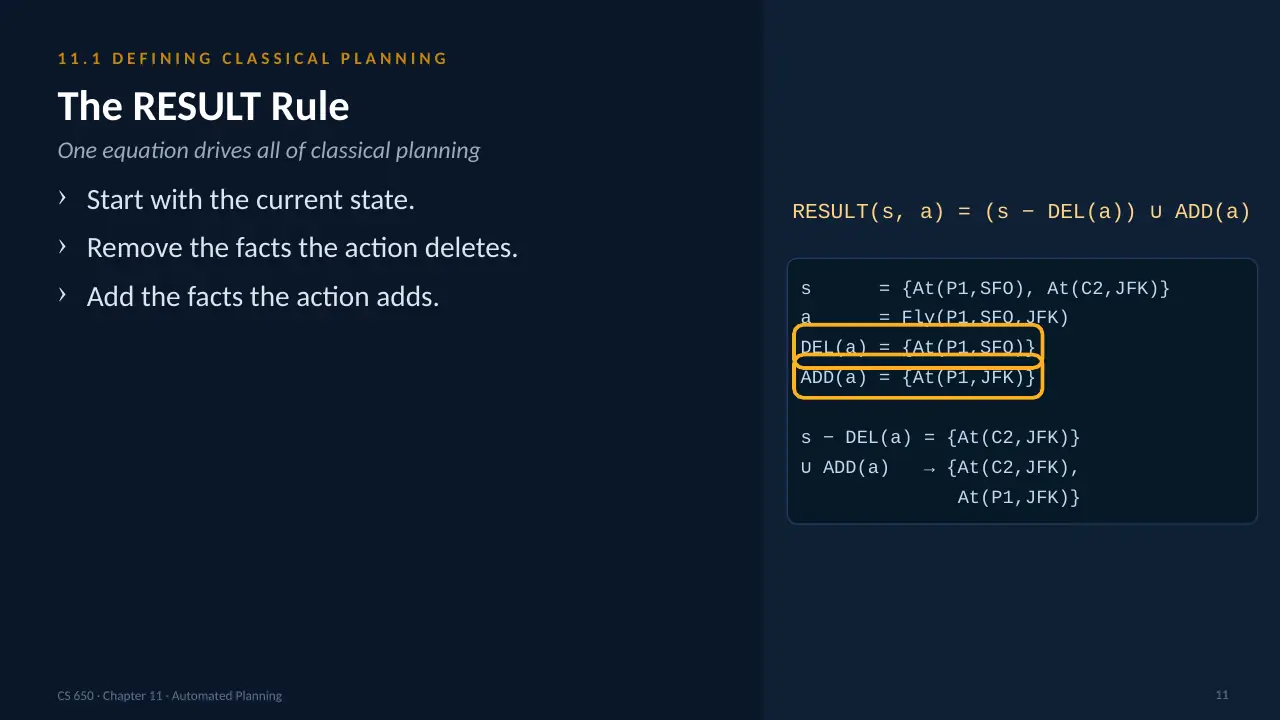 11.1 DEFINING CLASSICAL PLANNING
The RESULT Rule
One equation drives all of classical planning
› Start with the current state.
› Remove the facts the action deletes.
› Add the facts the action adds.
RESULT(s, a) = (s − DEL(a)) ∪ ADD(a)
s      = {At(P1,SFO), At(C2,JFK)}
a      = Fly(P1,SFO,JFK)
DEL(a) = {At(P1,SFO)}
ADD(a) = {At(P1,JFK)}
s − DEL(a) = {At(C2,JFK)}
∪ ADD(a)   → {At(C2,JFK),
At(P1,JFK)}
CS 650 · Chapter 11 · Automated Planning
11